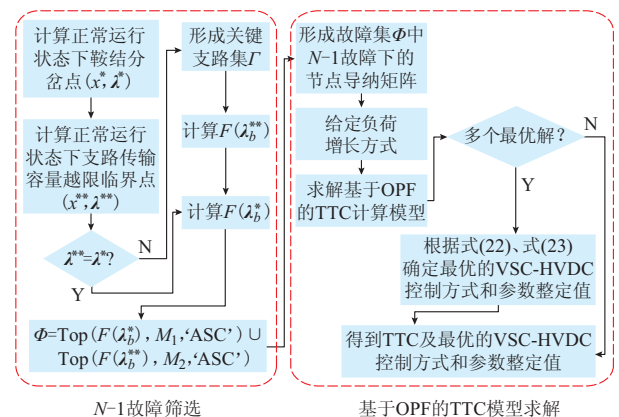 计算正常运行
状态下鞍结分
岔点(x*,λ*)
计算正常运行
状态下支路传输
容量越限临界点
(x**,λ**)
λ**=λ*?
N
Y
形成关键
支路集Γ
计算F(λb**)
计算F(λb*)
Φ=Top(F(λb*),M1,‘ASC’)∪
Top(F(λb**),M2,‘ASC’)
N-1故障筛选
形成故障集Φ中
N-1故障下的
节点导纳矩阵
给定负荷
增长方式
求解基于OPF
的TTC计算模型
多个最优解?
N
Y
根据式(22)、式(23)
确定最优的VSC-HVDC
控制方式和参数整定值
得到TTC及最优的VSC-HVDC
控制方式和参数整定值
基于OPF的TTC模型求解